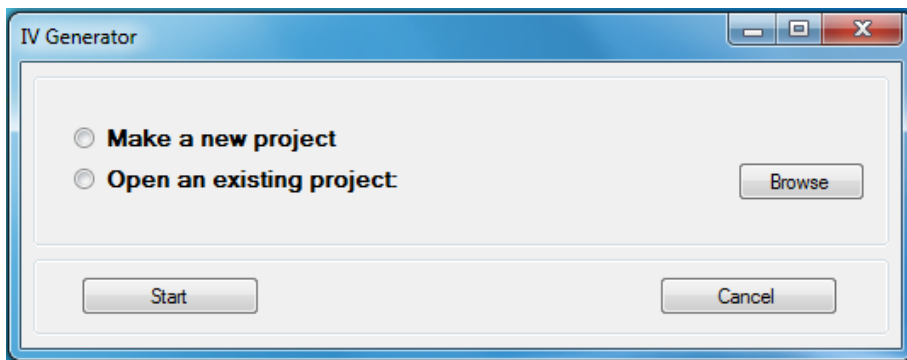 IV Generator
Make a new project
Open an existing project:
Browse
Start
Cancel